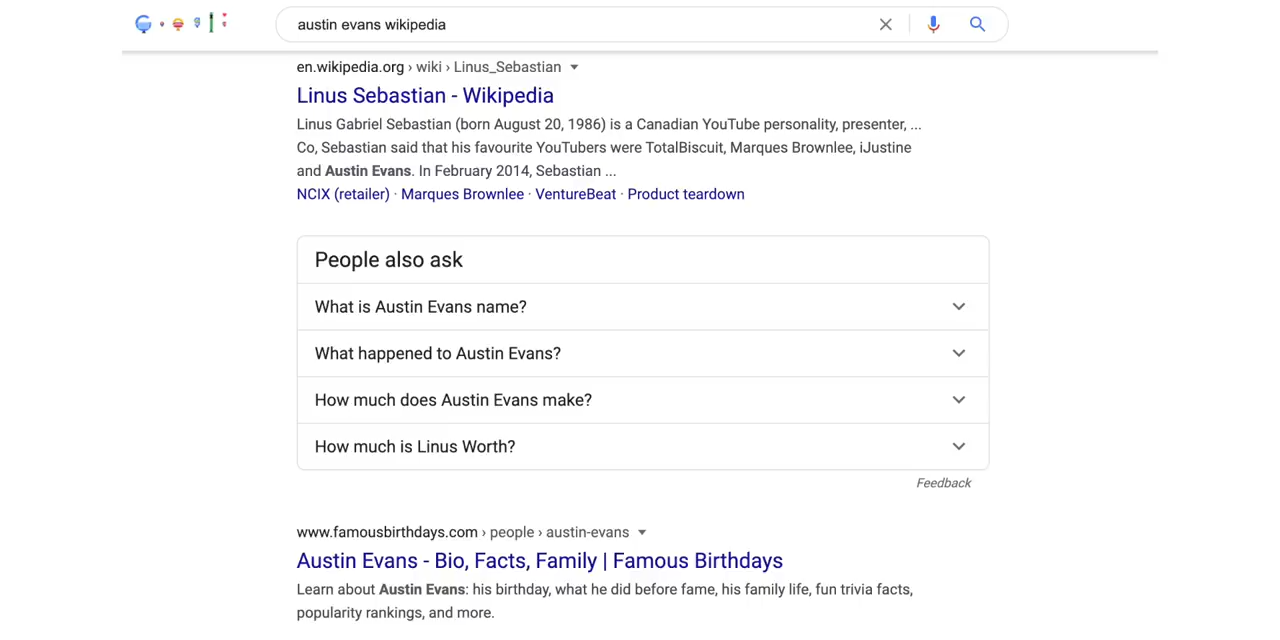 austin evans wikipedia
en.wikipedia.org › wiki › Linus_Sebastian
Linus Sebastian - Wikipedia
Linus Gabriel Sebastian (born August 20, 1986) is a Canadian YouTube personality, presenter, ...
Co, Sebastian said that his favourite YouTubers were TotalBiscuit, Marques Brownlee, iJustine
and Austin Evans. In February 2014, Sebastian ...
NCIX (retailer) · Marques Brownlee · VentureBeat · Product teardown
People also ask
What is Austin Evans name?
What happened to Austin Evans?
How much does Austin Evans make?
How much is Linus Worth?
Feedback
www.famousbirthdays.com › people › austin-evans
Austin Evans - Bio, Facts, Family | Famous Birthdays
Learn about Austin Evans: his birthday, what he did before fame, his family life, fun trivia facts,
popularity rankings, and more.